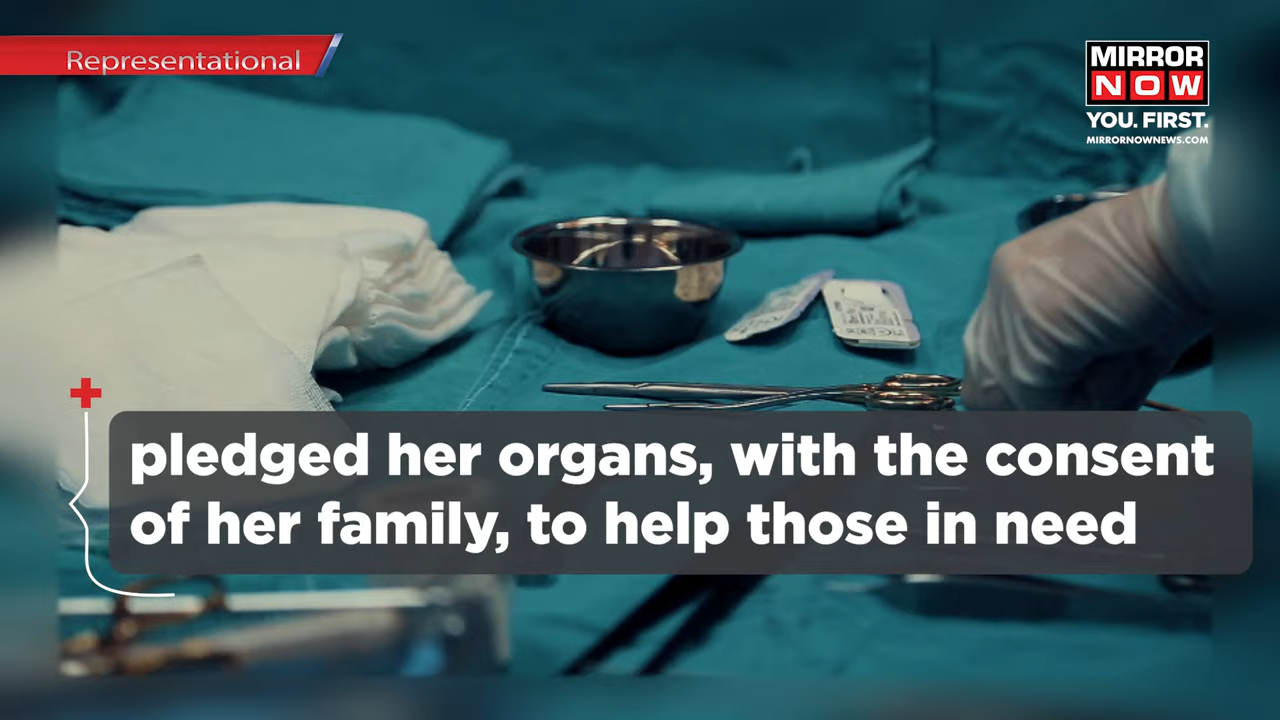 Representational
MIRROR
NOW
YOU. FIRST.
MIRRORNOWNEWS.COM
pledged her organs, with the consent
of her family, to help those in need